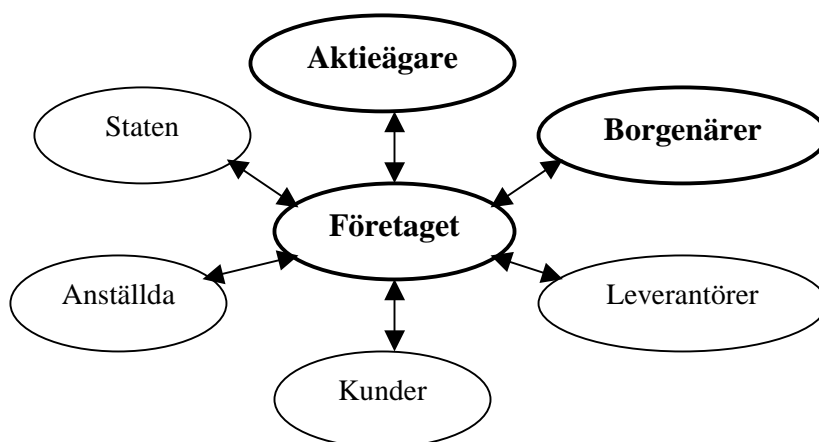 Aktieägare
Staten
Borgenärer
Företaget
Anställda
Leverantörer
Kunder